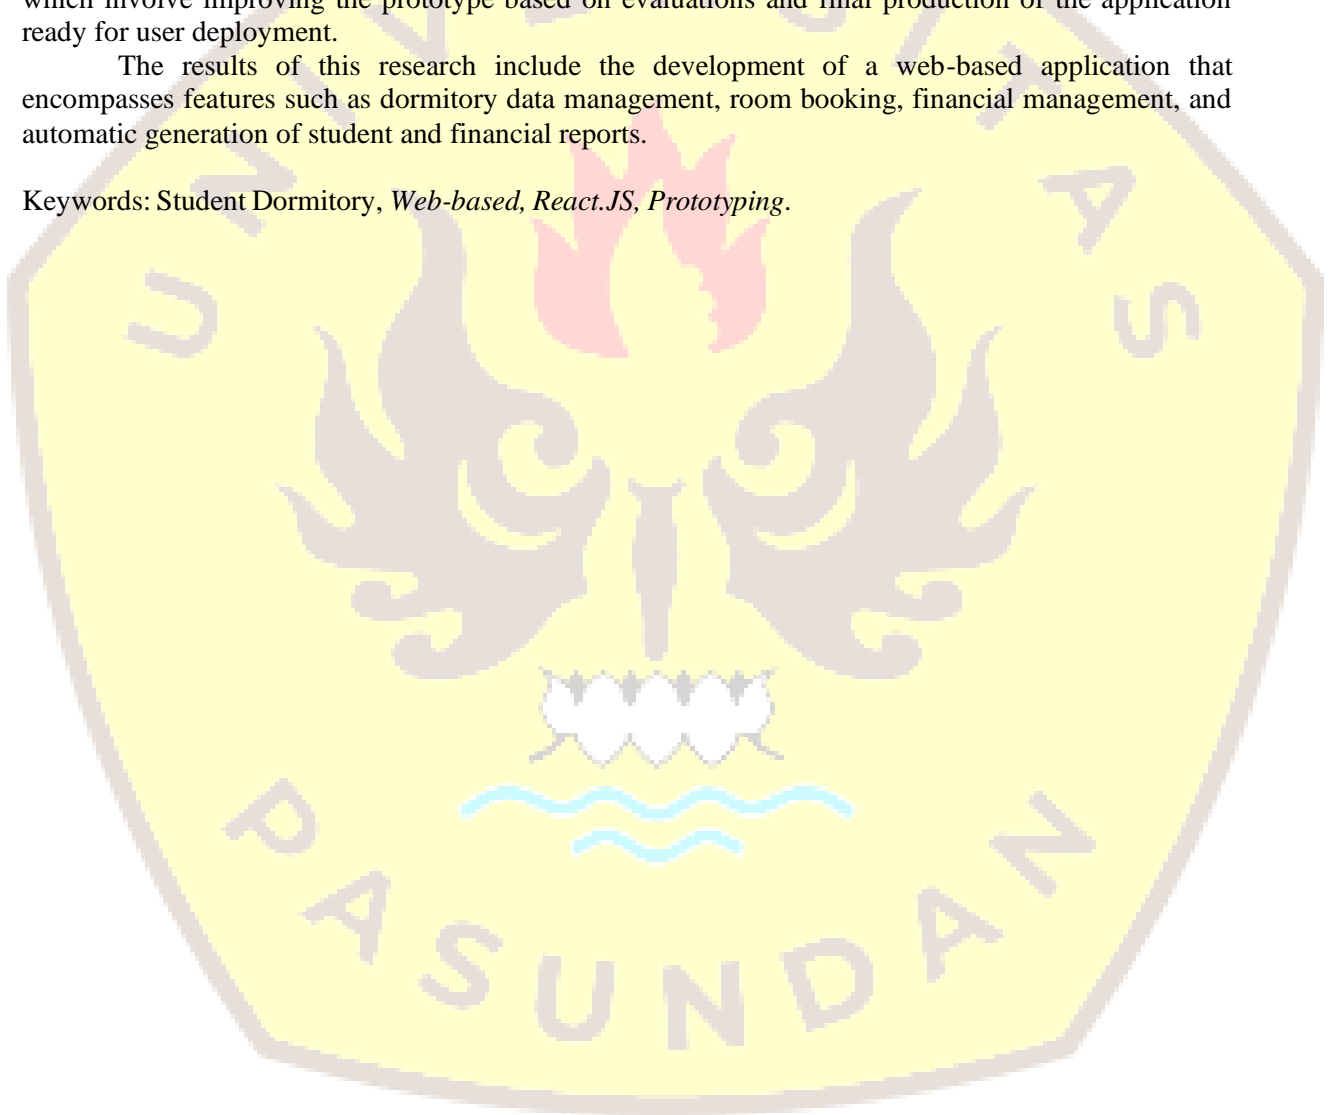 which involve improving the prototype based on evaluations and final production of the application
ready for user deployment.
The results of this research include the development of a web-based application that
encompasses features such as dormitory data management, room booking, financial management, and
automatic generation of student and financial reports.
Keywords: Student Dormitory, Web-based, React.JS, Prototyping.
UNIVERSITAS
PASUNDAN